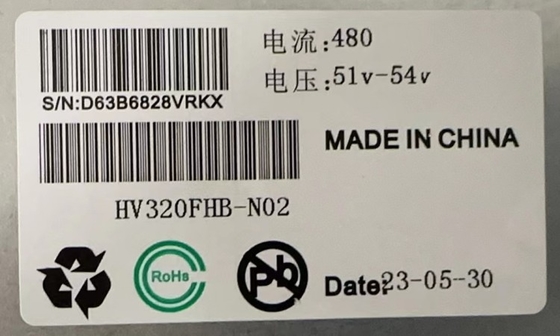 电流:480
电压:51v-54v
S/N:D63B6828VRKX
MADE IN CHINA
HV320FHB-N02
RoHs
Pb
Date:23-05-30